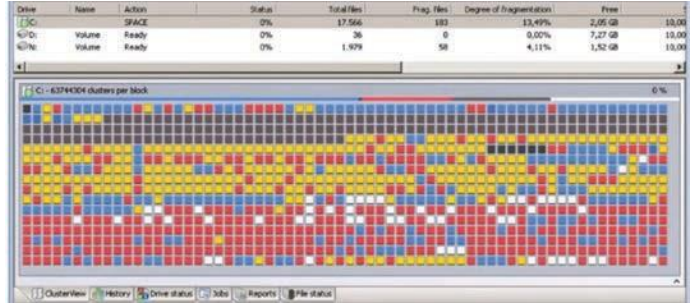 Drive Name Action Status Total files Frag. files Degree of fragmentation Free
C: SPACE 0% 17.566 183 13,49% 2,05 GB 10,00
D: Volume Ready 0% 36 0 0,00% 7,27 GB 10,00
N: Volume Ready 0% 1.979 58 4,11% 1,52 GB 10,00
C: - 63744304 clusters per block 0 %
ClusterView History Drive status Jobs Reports File status